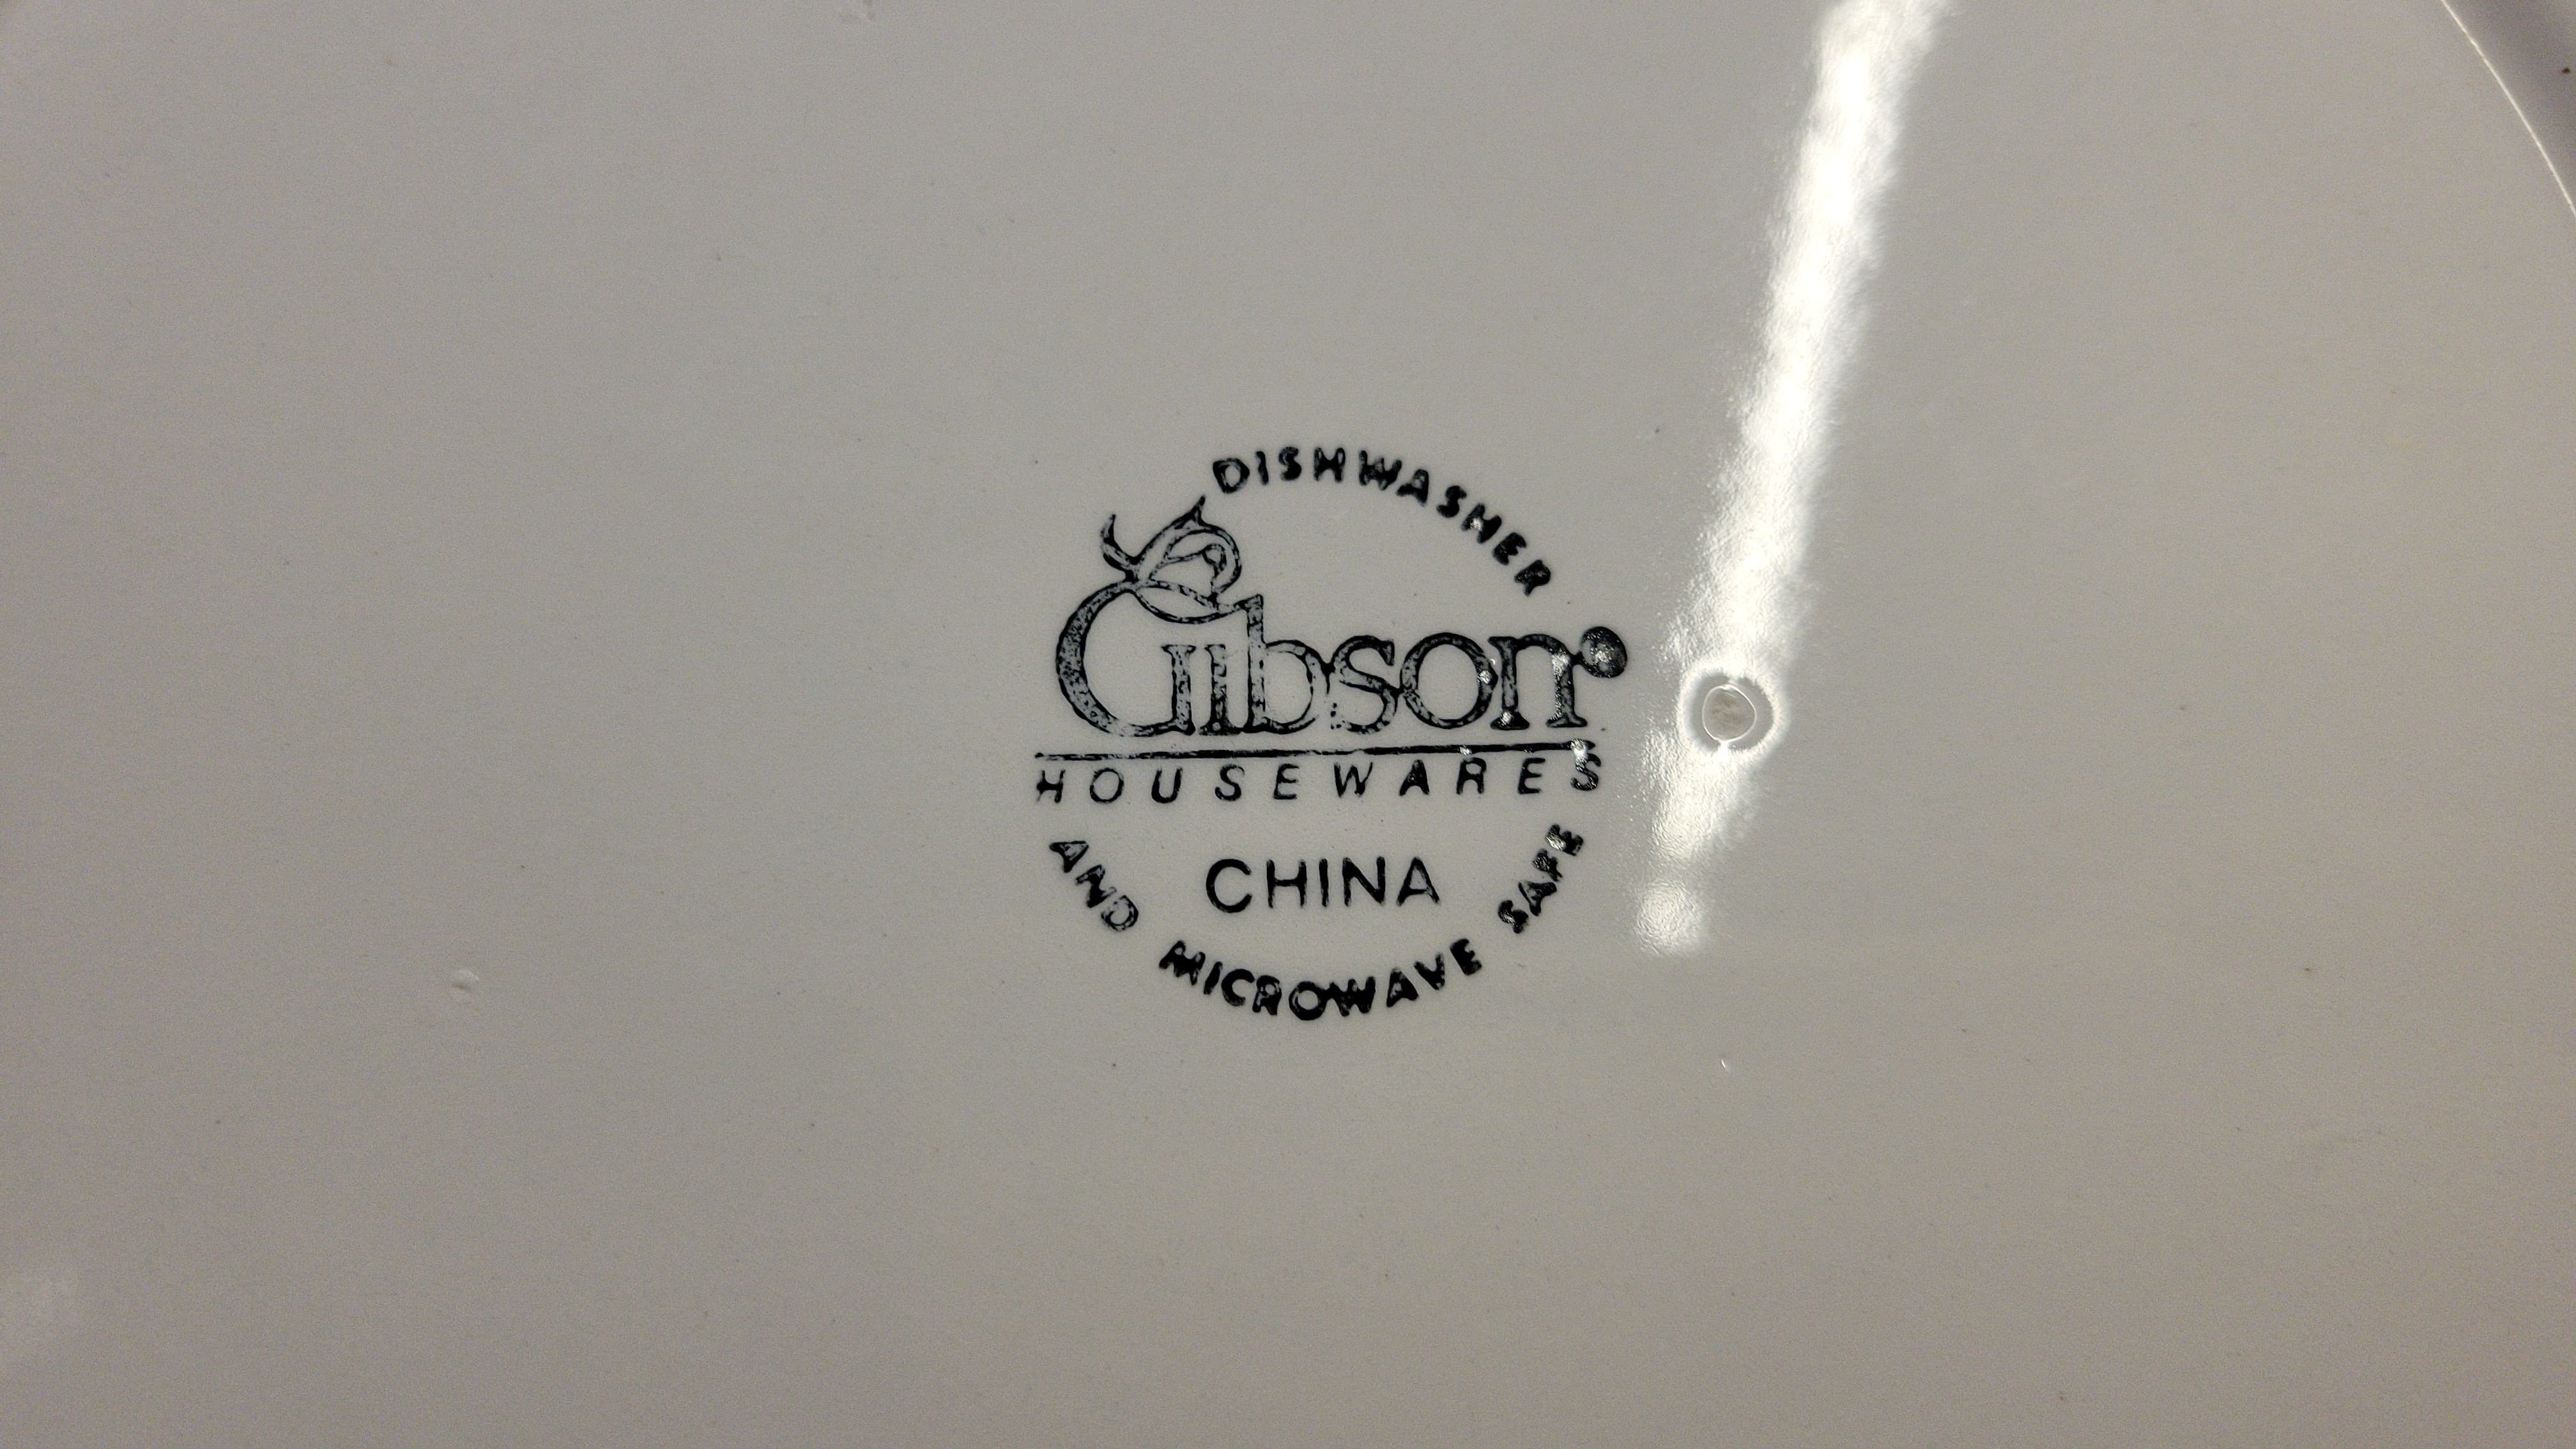 DISHWASHER
Gibson
HOUSEWARES
CHINA
AND MICROWAVE SAFE